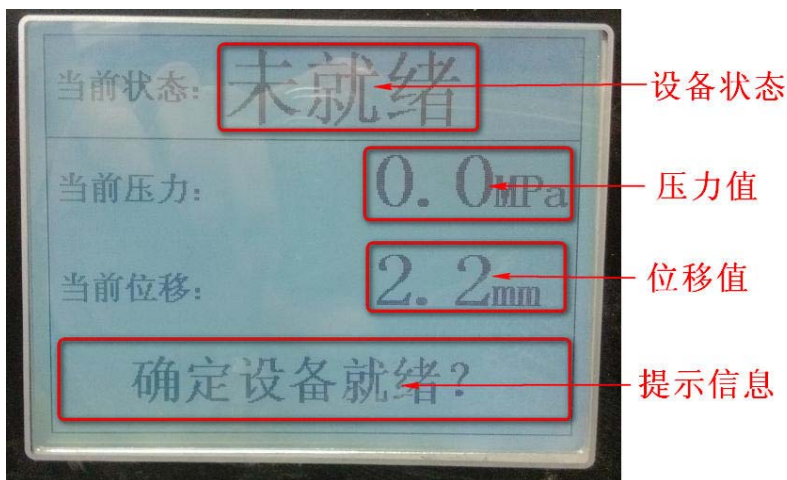 当前状态：未就绪
设备状态
当前压力：0.0MPa
压力值
当前位移：2.2mm
位移值
确定设备就绪？
提示信息